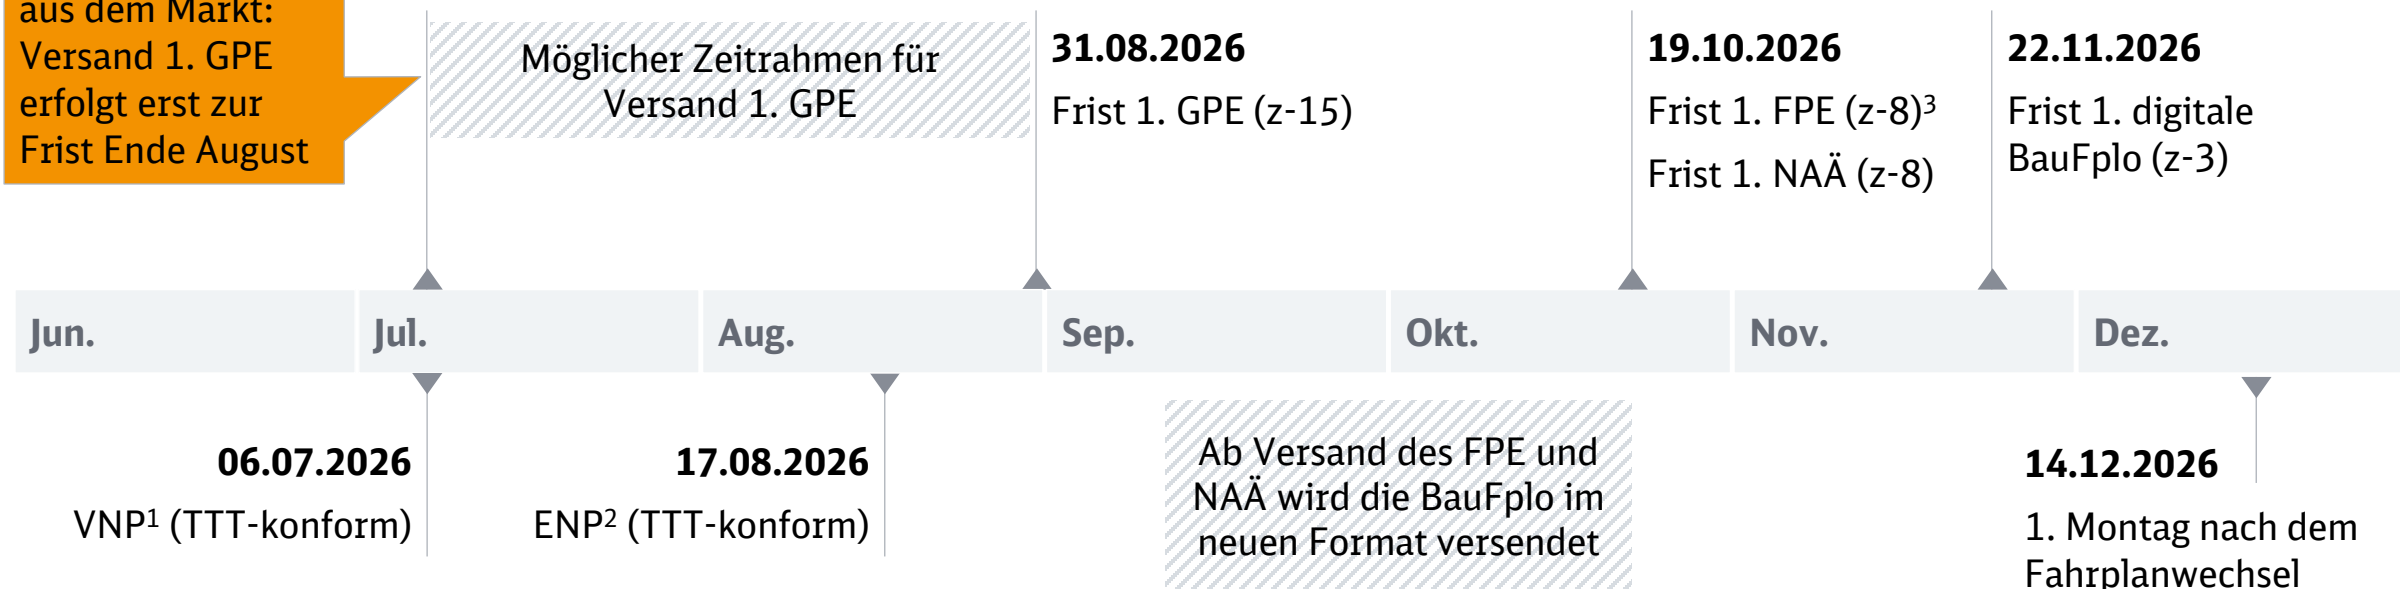 aus dem Markt:
Versand 1. GPE
erfolgt erst zur
Frist Ende August
Möglicher Zeitrahmen für
Versand 1. GPE
31.08.2026
Frist 1. GPE (z-15)
19.10.2026
Frist 1. FPE (z-8)³
Frist 1. NAÄ (z-8)
22.11.2026
Frist 1. digitale
BauFplo (z-3)
Jun.
Jul.
Aug.
Sep.
Okt.
Nov.
Dez.
06.07.2026
VNP¹ (TTT-konform)
17.08.2026
ENP² (TTT-konform)
Ab Versand des FPE und
NAÄ wird die BauFplo im
neuen Format versendet
14.12.2026
1. Montag nach dem
Fahrplanwechsel